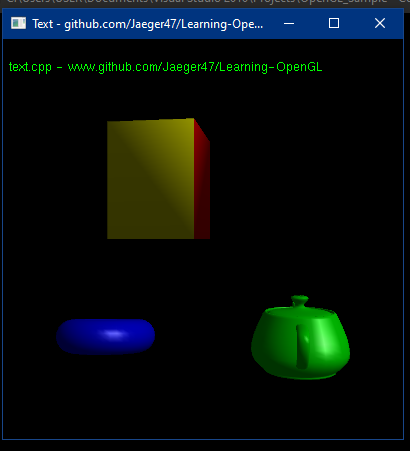 Text - github.com/Jaeger47/Learning-Ope...
text.cpp - www.github.com/Jaeger47/Learning-OpenGL